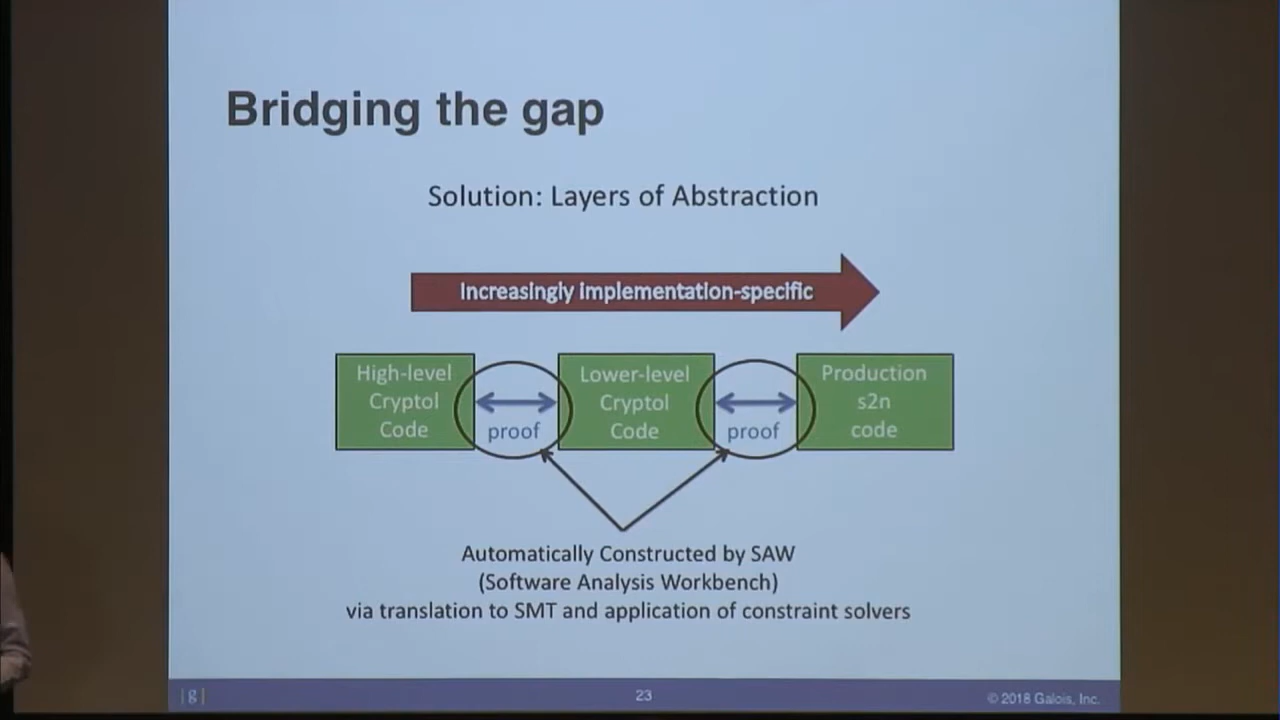 Bridging the gap
Solution: Layers of Abstraction
Increasingly implementation-specific
High-level
Cryptol
Code
proof
Lower-level
Cryptol
Code
proof
Production
s2n
code
Automatically Constructed by SAW
(Software Analysis Workbench)
via translation to SMT and application of constraint solvers
|g|
23
© 2018 Galois, Inc.